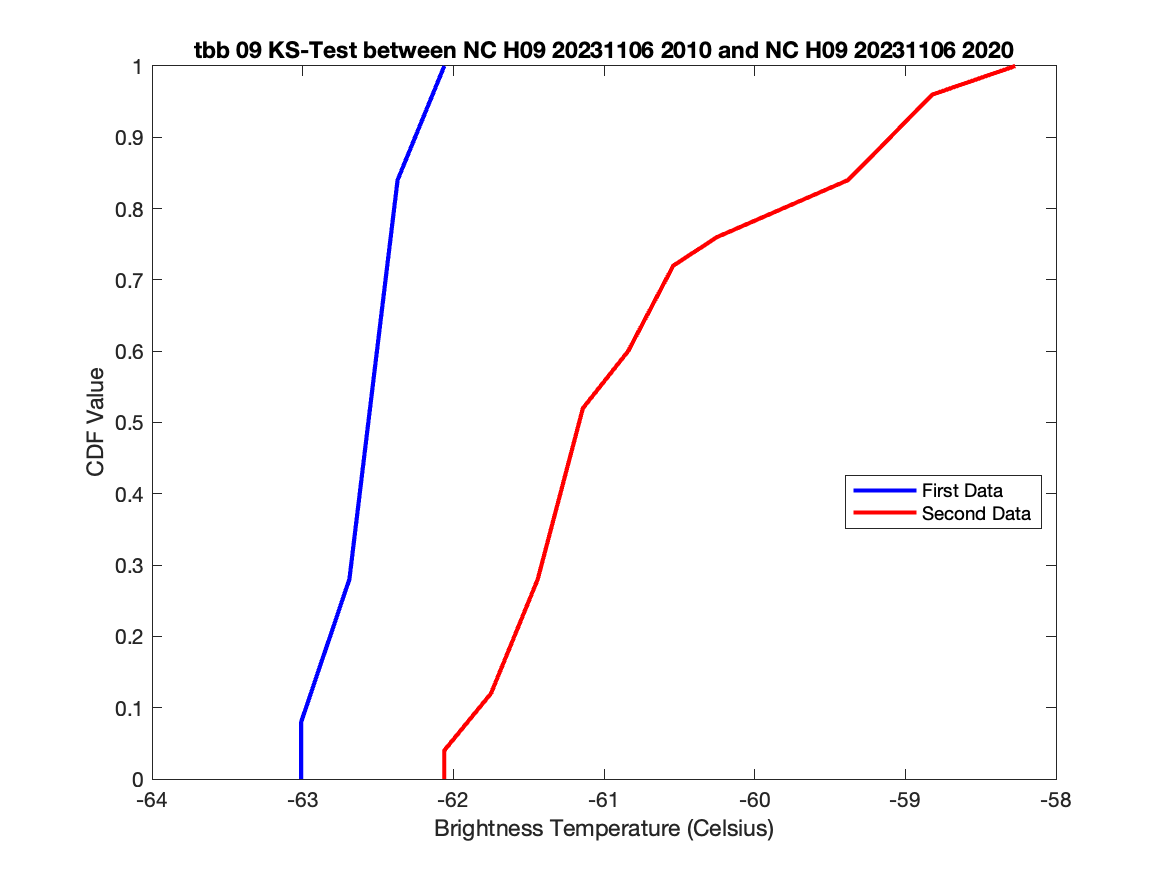 tbb 09 KS-Test between NC H09 20231106 2010 and NC H09 20231106 2020
1
0.9
0.8
0.7
0.6
0.5
0.4
0.3
0.2
0.1
0
CDF Value
First Data
Second Data
-64 -63 -62 -61 -60 -59 -58
Brightness Temperature (Celsius)